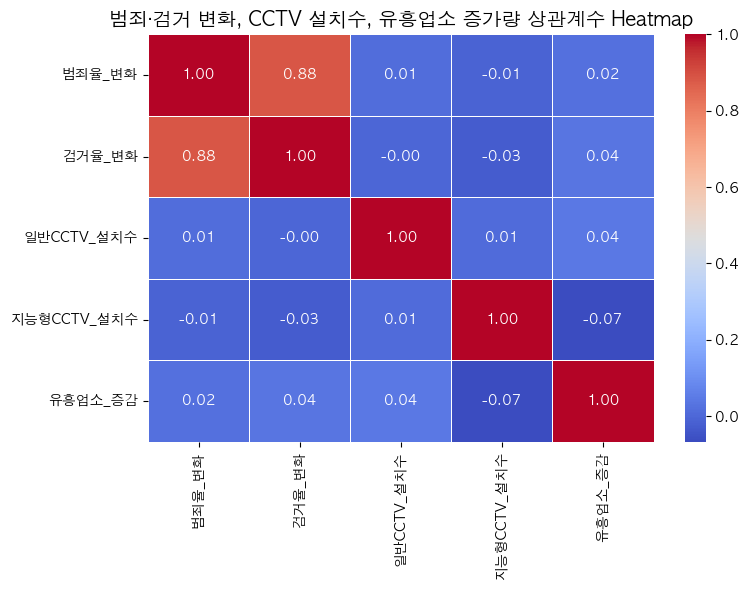 범죄·검거 변화, CCTV 설치수, 유흥업소 증가량 상관계수 Heatmap
범죄율_변화 1.00 0.88 0.01 -0.01 0.02
검거율_변화 0.88 1.00 -0.00 -0.03 0.04
일반CCTV_설치수 0.01 -0.00 1.00 0.01 0.04
지능형CCTV_설치수 -0.01 -0.03 0.01 1.00 -0.07
유흥업소_증감 0.02 0.04 0.04 -0.07 1.00
범죄율_변화
검거율_변화
일반CCTV_설치수
지능형CCTV_설치수
유흥업소_증감
1.0
0.8
0.6
0.4
0.2
0.0